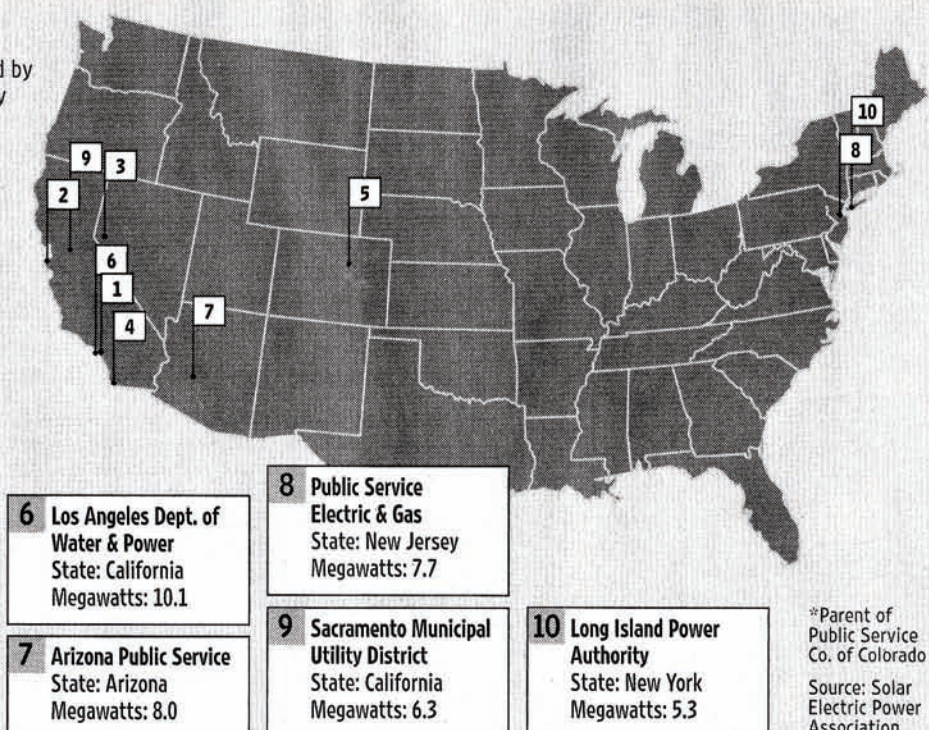 d by
y
10
8
9
3
2
5
6
1
4
7
6 Los Angeles Dept. of
Water & Power
State: California
Megawatts: 10.1
7 Arizona Public Service
State: Arizona
Megawatts: 8.0
8 Public Service
Electric & Gas
State: New Jersey
Megawatts: 7.7
9 Sacramento Municipal
Utility District
State: California
Megawatts: 6.3
10 Long Island Power
Authority
State: New York
Megawatts: 5.3
*Parent of
Public Service
Co. of Colorado
Source: Solar
Electric Power
Association